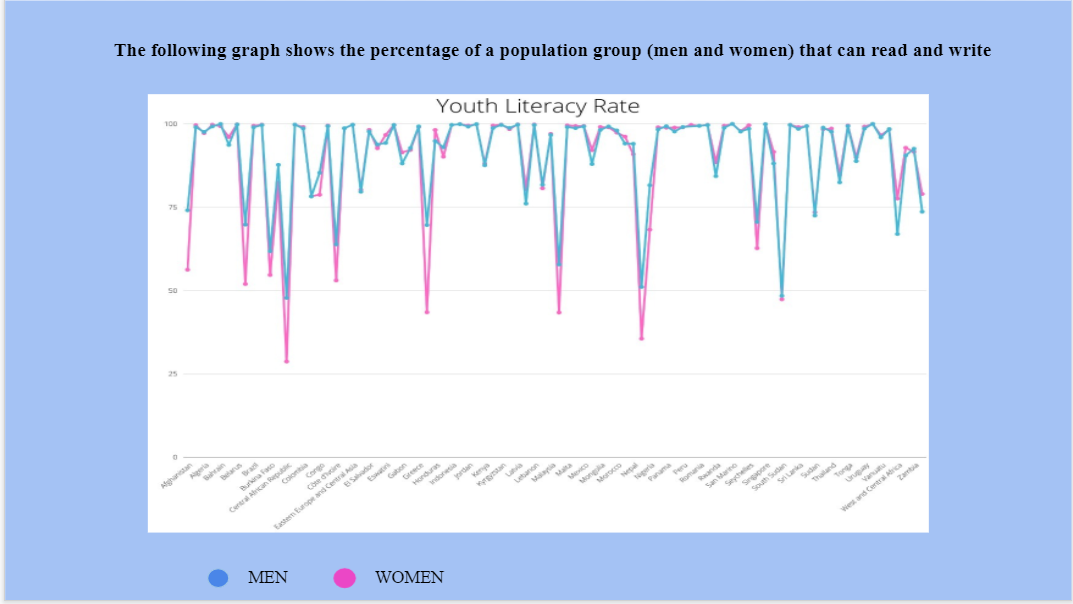 The following graph shows the percentage of a population group (men and women) that can read and write
Youth Literacy Rate
100
75
50
25
0
Afghanistan
Algeria
Bahrain
Belarus
Brazil
Burkina Faso
Central African Republic
Colombia
Congo
Côte d'Ivoire
Eastern Europe and Central Asia
El Salvador
Eswatini
Gabon
Greece
Honduras
Indonesia
Jordan
Kenya
Kyrgyzstan
Latvia
Lebanon
Malaysia
Malta
Mexico
Mongolia
Morocco
Nepal
Nigeria
Panama
Peru
Romania
Rwanda
San Marino
Seychelles
Singapore
South Sudan
Sri Lanka
Sudan
Thailand
Tonga
Uruguay
Vanuatu
West and Central Africa
Zambia
MEN
WOMEN